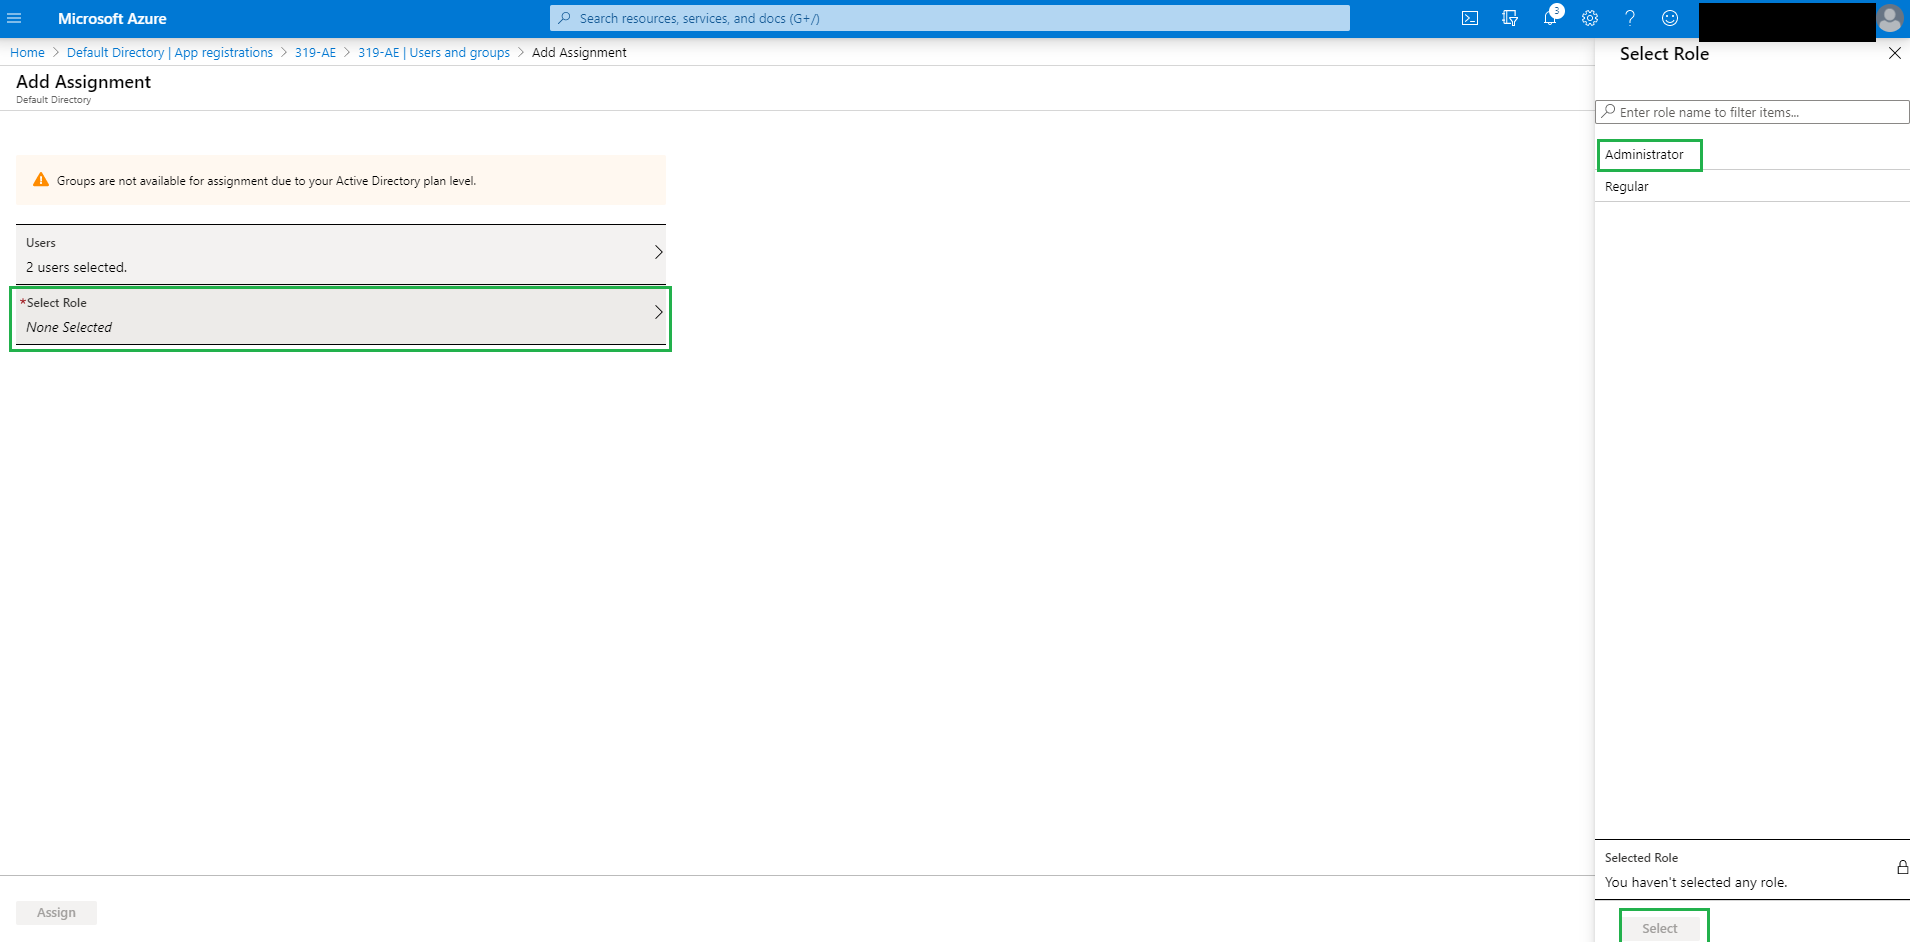 Microsoft Azure
Search resources, services, and docs (G+/)
3
Home > Default Directory | App registrations > 319-AE > 319-AE | Users and groups > Add Assignment
Add Assignment
Default Directory
Groups are not available for assignment due to your Active Directory plan level.
Users
2 users selected.
*Select Role
None Selected
Assign
Select Role
Enter role name to filter items...
Administrator
Regular
Selected Role
You haven't selected any role.
Select